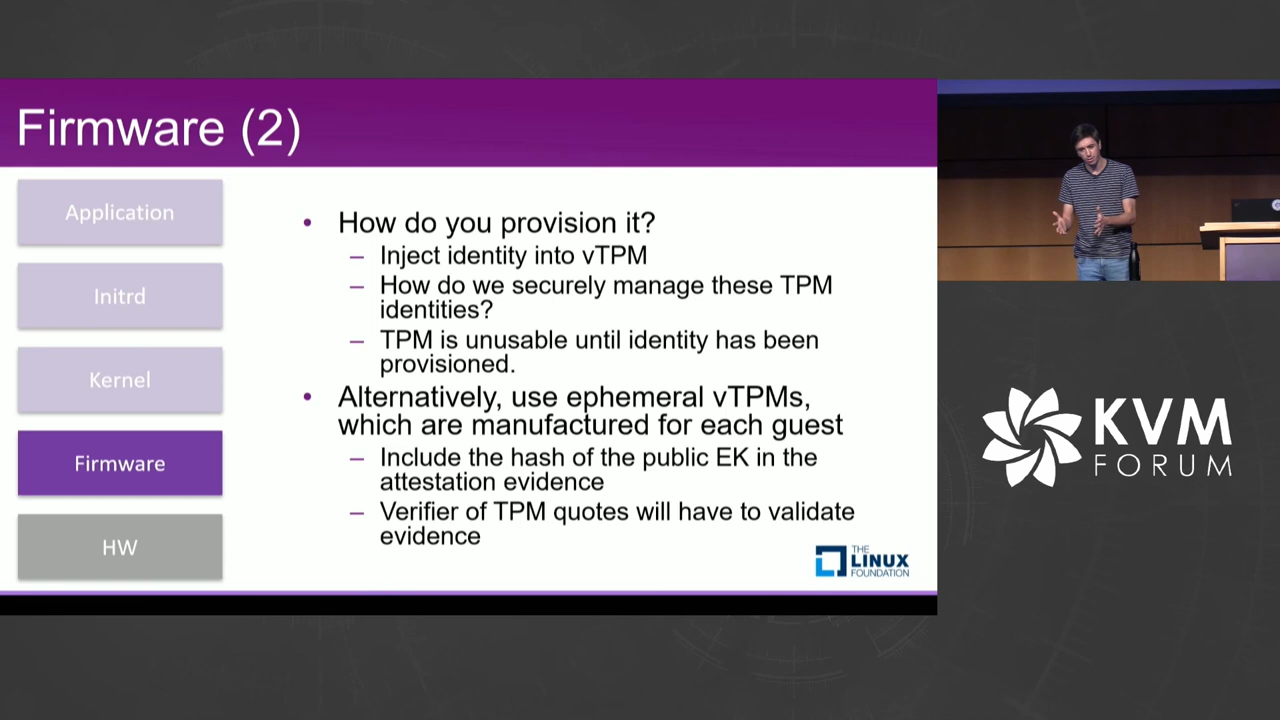 Firmware (2)
Application
Initrd
Kernel
Firmware
HW
• How do you provision it?
– Inject identity into vTPM
– How do we securely manage these TPM
identities?
– TPM is unusable until identity has been
provisioned.
• Alternatively, use ephemeral vTPMs,
which are manufactured for each guest
– Include the hash of the public EK in the
attestation evidence
– Verifier of TPM quotes will have to validate
evidence
THE
LINUX
FOUNDATION
KVM
FORUM